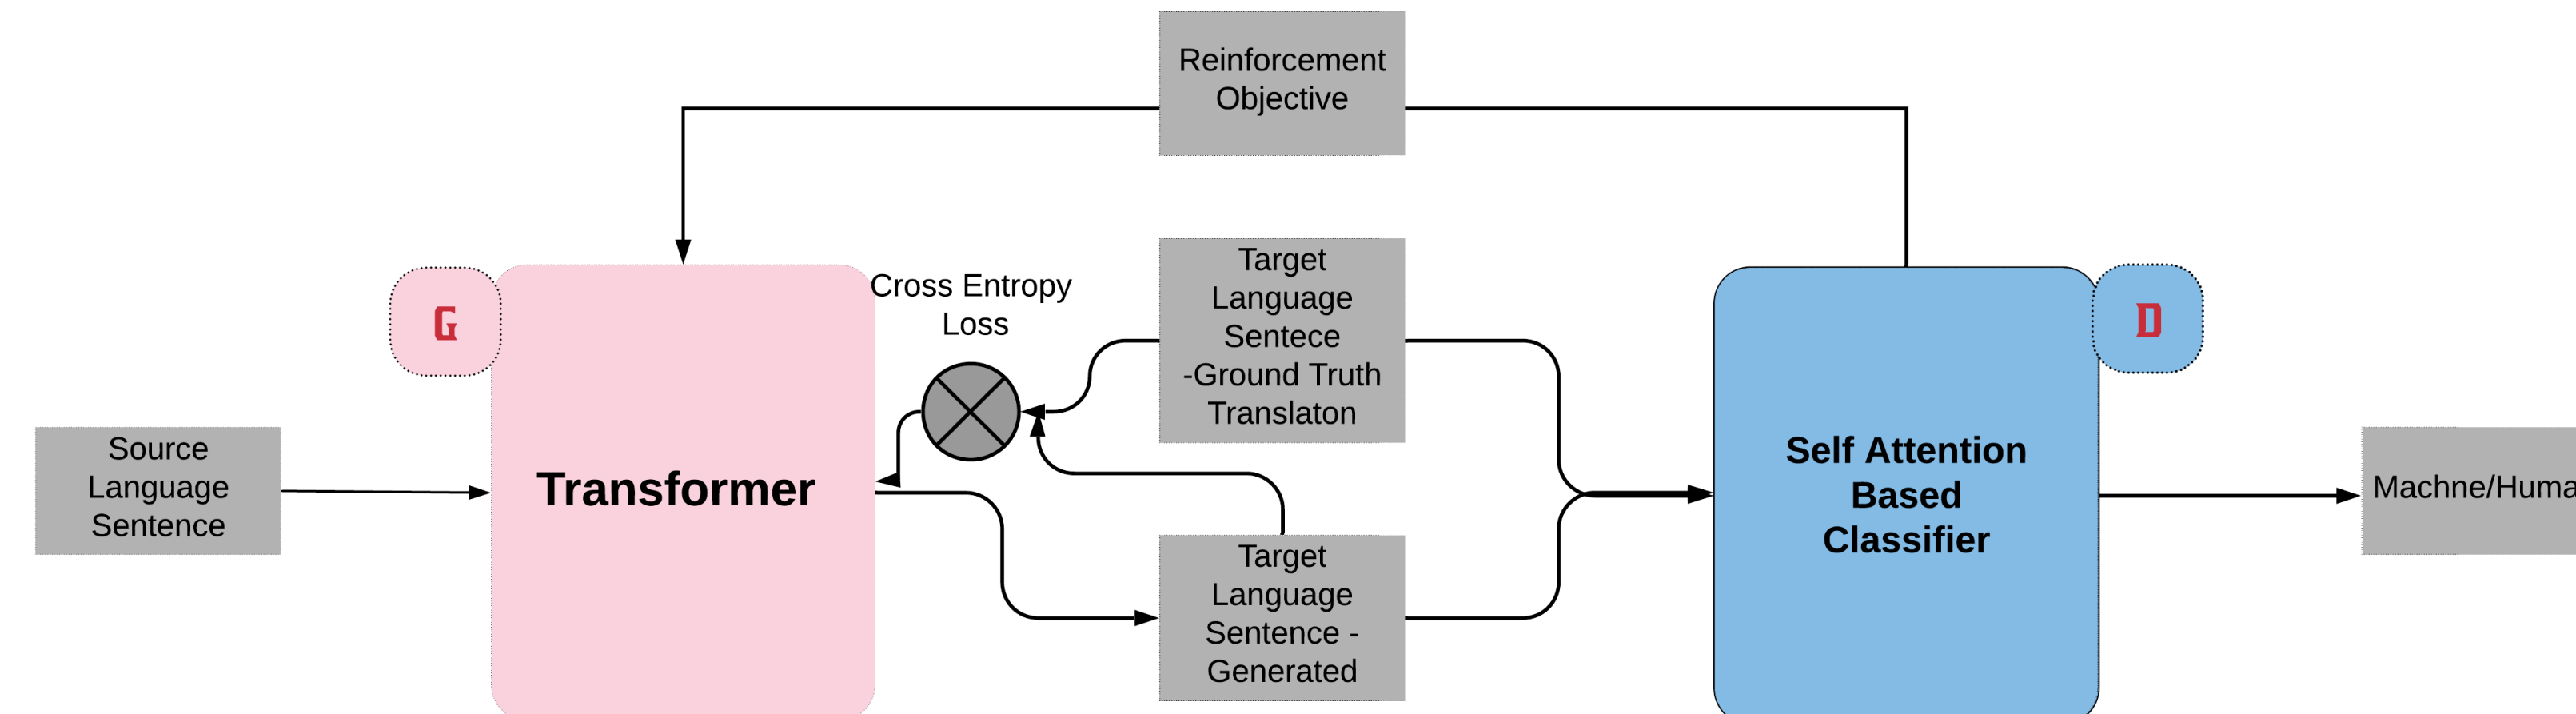 Reinforcement
Objective
G
Cross Entropy
Loss
Target
Language
Sentece
-Ground Truth
Translaton
D
Source
Language
Sentence
Transformer
Self Attention
Based
Classifier
Machne/Huma
Target
Language
Sentence -
Generated